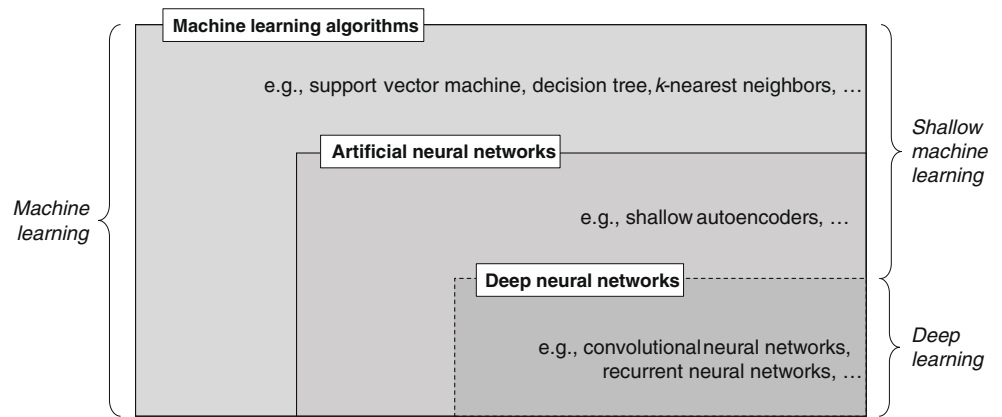 Machine learning algorithms
e.g., support vector machine, decision tree, k-nearest neighbors, …
Artificial neural networks
e.g., shallow autoencoders, …
Deep neural networks
e.g., convolutional neural networks,
recurrent neural networks, …
Machine
learning
Shallow
machine
learning
Deep
learning